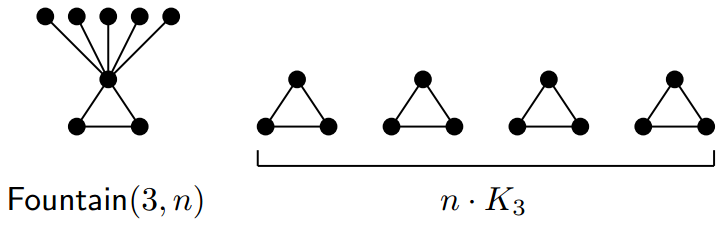 Fountain(3, n)
n · K₃